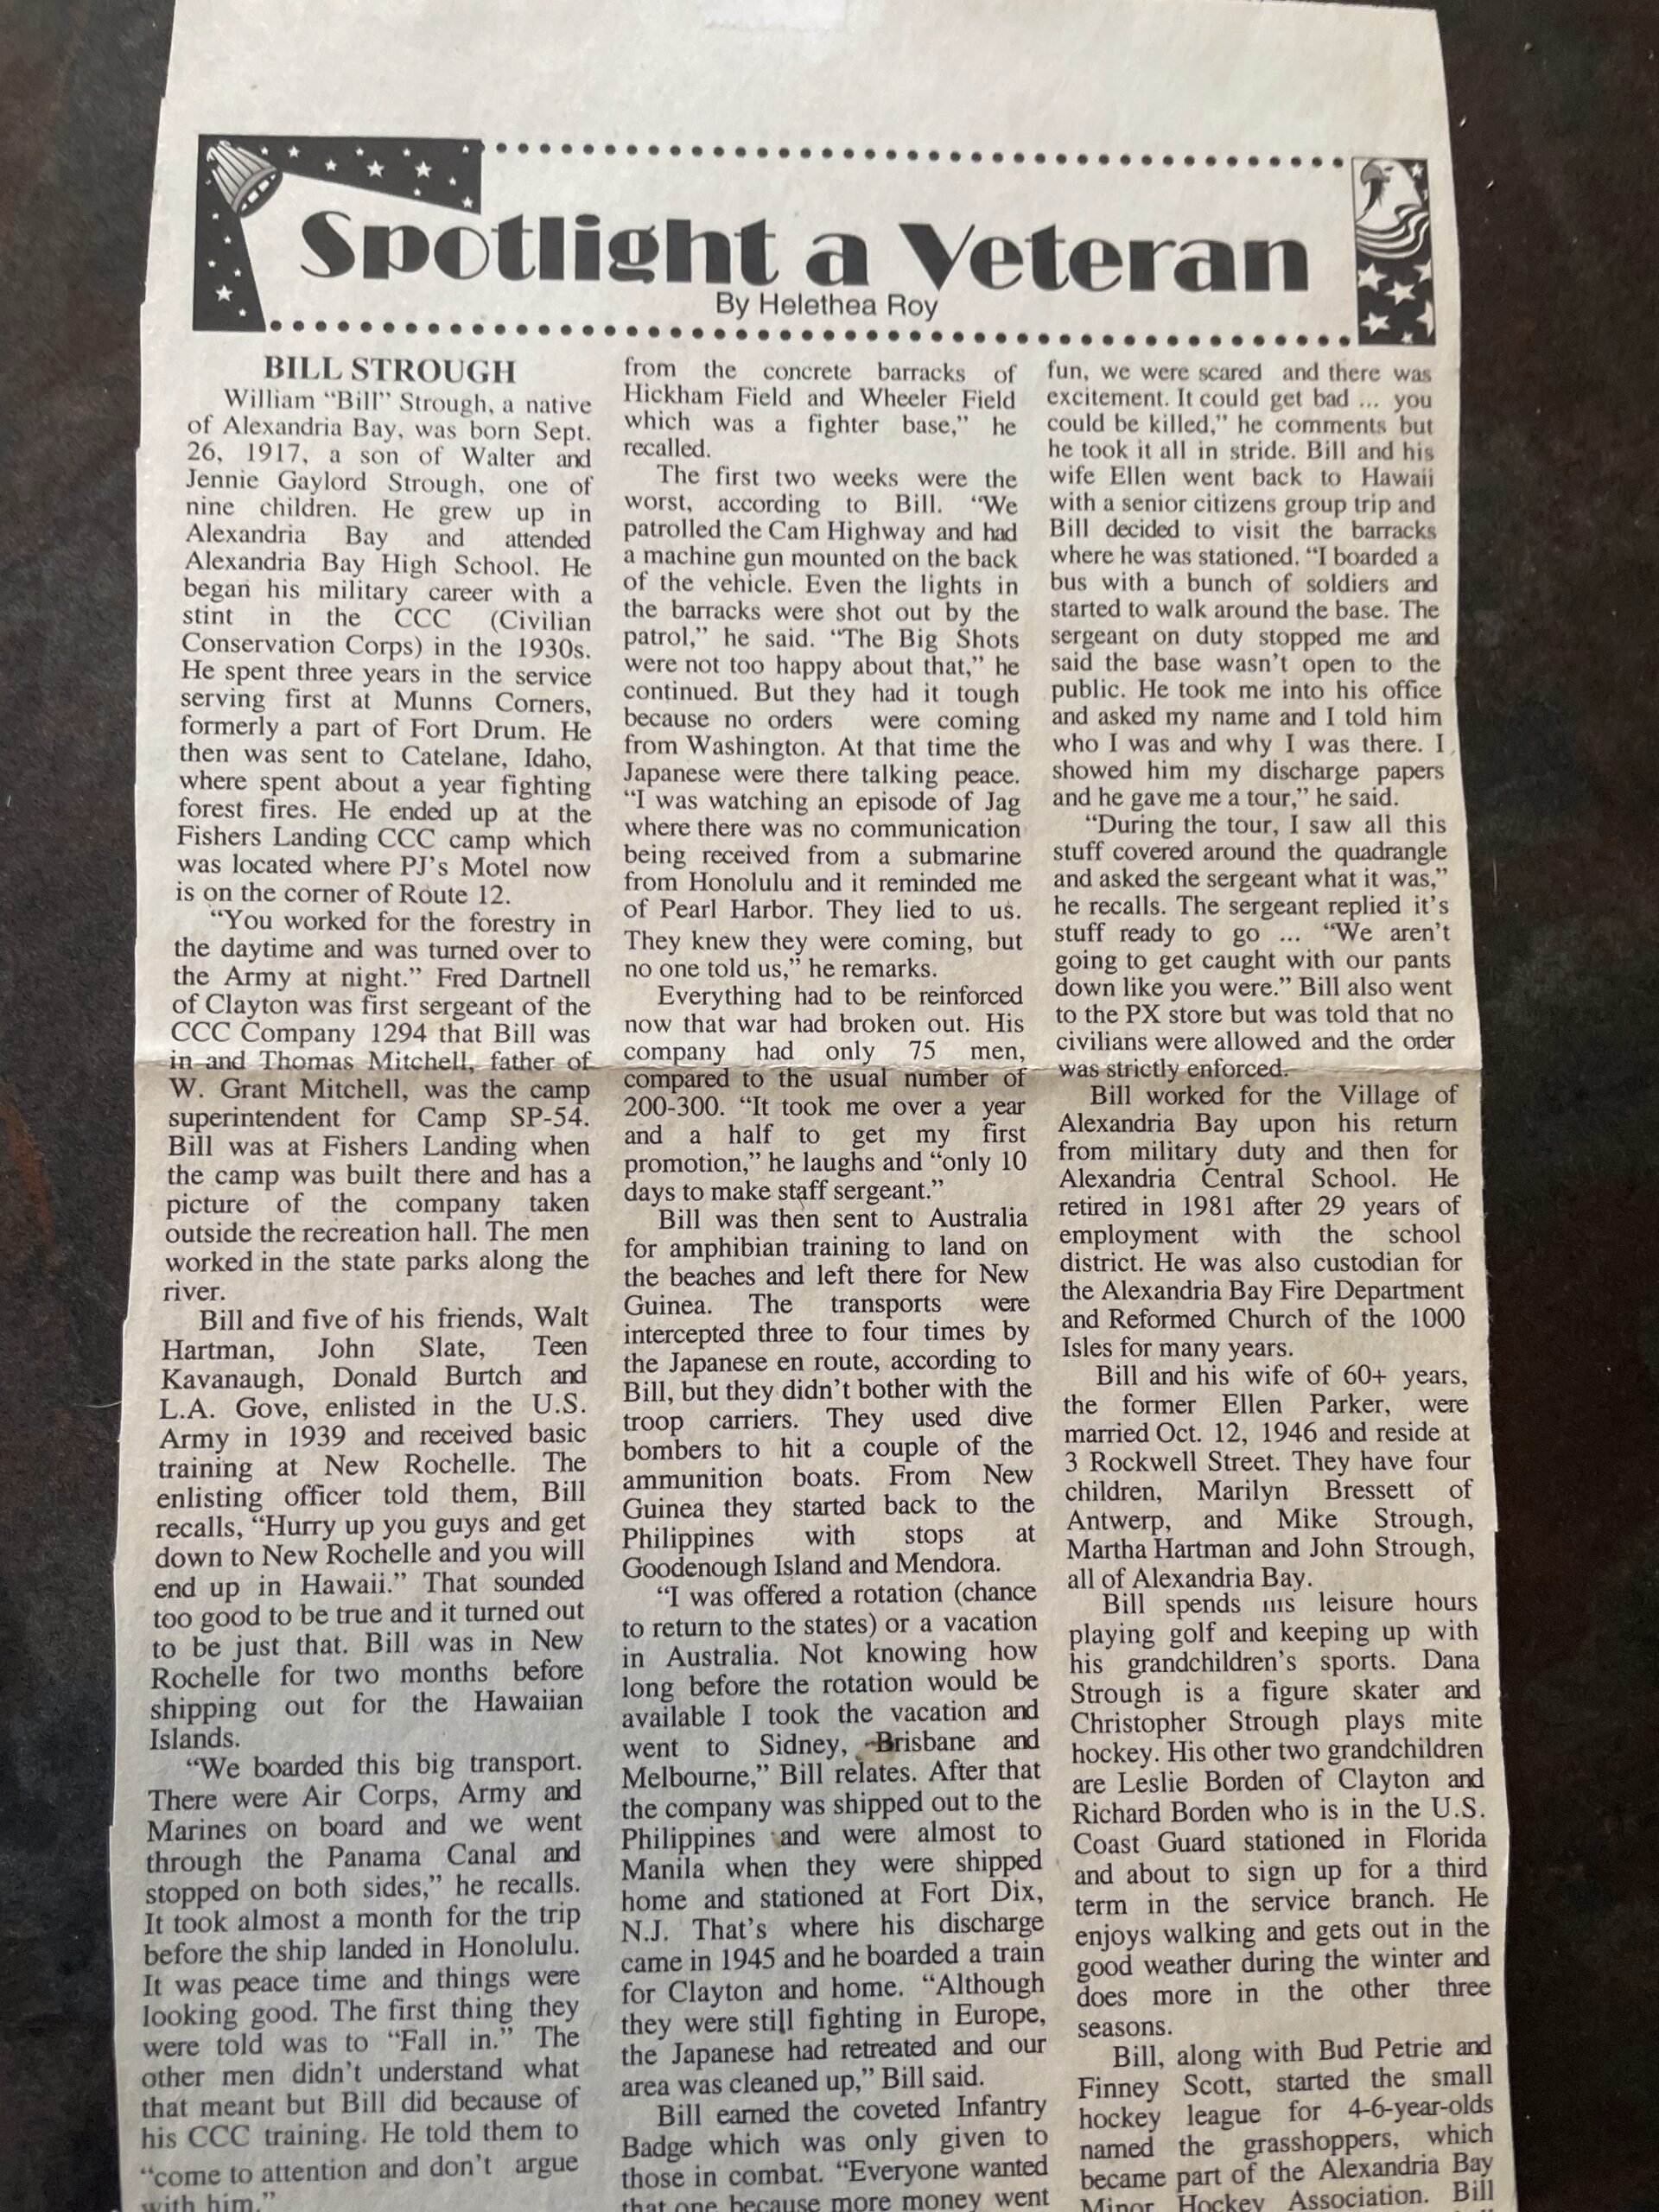 Spotlight a Veteran
By Helethea Roy
BILL STROUGH
William “Bill” Strough, a native
of Alexandria Bay, was born Sept.
26, 1917, a son of Walter and
Jennie Gaylord Strough, one of
nine children. He grew up in
Alexandria Bay and attended
Alexandria Bay High School. He
began his military career with a
stint in the CCC (Civilian
Conservation Corps) in the 1930s.
He spent three years in the service
serving first at Munns Corners,
formerly a part of Fort Drum. He
then was sent to Catelane, Idaho,
where spent about a year fighting
forest fires. He ended up at the
Fishers Landing CCC camp which
was located where PJ’s Motel now
is on the corner of Route 12.
“You worked for the forestry in
the daytime and was turned over to
the Army at night.” Fred Dartnell
of Clayton was first sergeant of the
CCC Company 1294 that Bill was
in and Thomas Mitchell, father of
W. Grant Mitchell, was the camp
superintendent for Camp SP-54.
Bill was at Fishers Landing when
the camp was built there and has a
picture of the company taken
outside the recreation hall. The men
worked in the state parks along the
river.
Bill and five of his friends, Walt
Hartman, John Slate, Teen
Kavanaugh, Donald Burtch and
L.A. Gove, enlisted in the U.S.
Army in 1939 and received basic
training at New Rochelle. The
enlisting officer told them, Bill
recalls, “Hurry up you guys and get
down to New Rochelle and you will
end up in Hawaii.” That sounded
too good to be true and it turned out
to be just that. Bill was in New
Rochelle for two months before
shipping out for the Hawaiian
Islands.
“We boarded this big transport.
There were Air Corps, Army and
Marines on board and we went
through the Panama Canal and
stopped on both sides,” he recalls.
It took almost a month for the trip
before the ship landed in Honolulu.
It was peace time and things were
looking good. The first thing they
were told was to “Fall in.” The
other men didn’t understand what
that meant but Bill did because of
his CCC training. He told them to
“come to attention and don’t argue
with him.”
from the concrete barracks of
Hickham Field and Wheeler Field
which was a fighter base,” he
recalled.
The first two weeks were the
worst, according to Bill. “We
patrolled the Cam Highway and had
a machine gun mounted on the back
of the vehicle. Even the lights in
the barracks were shot out by the
patrol,” he said. “The Big Shots
were not too happy about that,” he
continued. But they had it tough
because no orders were coming
from Washington. At that time the
Japanese were there talking peace.
“I was watching an episode of Jag
where there was no communication
being received from a submarine
from Honolulu and it reminded me
of Pearl Harbor. They lied to us.
They knew they were coming, but
no one told us,” he remarks.
Everything had to be reinforced
now that war had broken out. His
company had only 75 men,
compared to the usual number of
200-300. “It took me over a year
and a half to get my first
promotion,” he laughs and “only 10
days to make staff sergeant.”
Bill was then sent to Australia
for amphibian training to land on
the beaches and left there for New
Guinea. The transports were
intercepted three to four times by
the Japanese en route, according to
Bill, but they didn’t bother with the
troop carriers. They used dive
bombers to hit a couple of the
ammunition boats. From New
Guinea they started back to the
Philippines with stops at
Goodenough Island and Mendora.
“I was offered a rotation (chance
to return to the states) or a vacation
in Australia. Not knowing how
long before the rotation would be
available I took the vacation and
went to Sidney, Brisbane and
Melbourne,” Bill relates. After that
the company was shipped out to the
Philippines and were almost to
Manila when they were shipped
home and stationed at Fort Dix,
N.J. That’s where his discharge
came in 1945 and he boarded a train
for Clayton and home. “Although
they were still fighting in Europe,
the Japanese had retreated and our
area was cleaned up,” Bill said.
Bill earned the coveted Infantry
Badge which was only given to
those in combat. “Everyone wanted
that one because more money went
fun, we were scared and there was
excitement. It could get bad ... you
could be killed,” he comments but
he took it all in stride. Bill and his
wife Ellen went back to Hawaii
with a senior citizens group trip and
Bill decided to visit the barracks
where he was stationed. “I boarded a
bus with a bunch of soldiers and
started to walk around the base. The
sergeant on duty stopped me and
said the base wasn’t open to the
public. He took me into his office
and asked my name and I told him
who I was and why I was there. I
showed him my discharge papers
and he gave me a tour,” he said.
“During the tour, I saw all this
stuff covered around the quadrangle
and asked the sergeant what it was,”
he recalls. The sergeant replied it’s
stuff ready to go ... “We aren’t
going to get caught with our pants
down like you were.” Bill also went
to the PX store but was told that no
civilians were allowed and the order
was strictly enforced.
Bill worked for the Village of
Alexandria Bay upon his return
from military duty and then for
Alexandria Central School. He
retired in 1981 after 29 years of
employment with the school
district. He was also custodian for
the Alexandria Bay Fire Department
and Reformed Church of the 1000
Isles for many years.
Bill and his wife of 60+ years,
the former Ellen Parker, were
married Oct. 12, 1946 and reside at
3 Rockwell Street. They have four
children, Marilyn Bressett of
Antwerp, and Mike Strough,
Martha Hartman and John Strough,
all of Alexandria Bay.
Bill spends his leisure hours
playing golf and keeping up with
his grandchildren’s sports. Dana
Strough is a figure skater and
Christopher Strough plays mite
hockey. His other two grandchildren
are Leslie Borden of Clayton and
Richard Borden who is in the U.S.
Coast Guard stationed in Florida
and about to sign up for a third
term in the service branch. He
enjoys walking and gets out in the
good weather during the winter and
does more in the other three
seasons.
Bill, along with Bud Petrie and
Finney Scott, started the small
hockey league for 4-6-year-olds
named the grasshoppers, which
became part of the Alexandria Bay
Minor Hockey Association. Bill